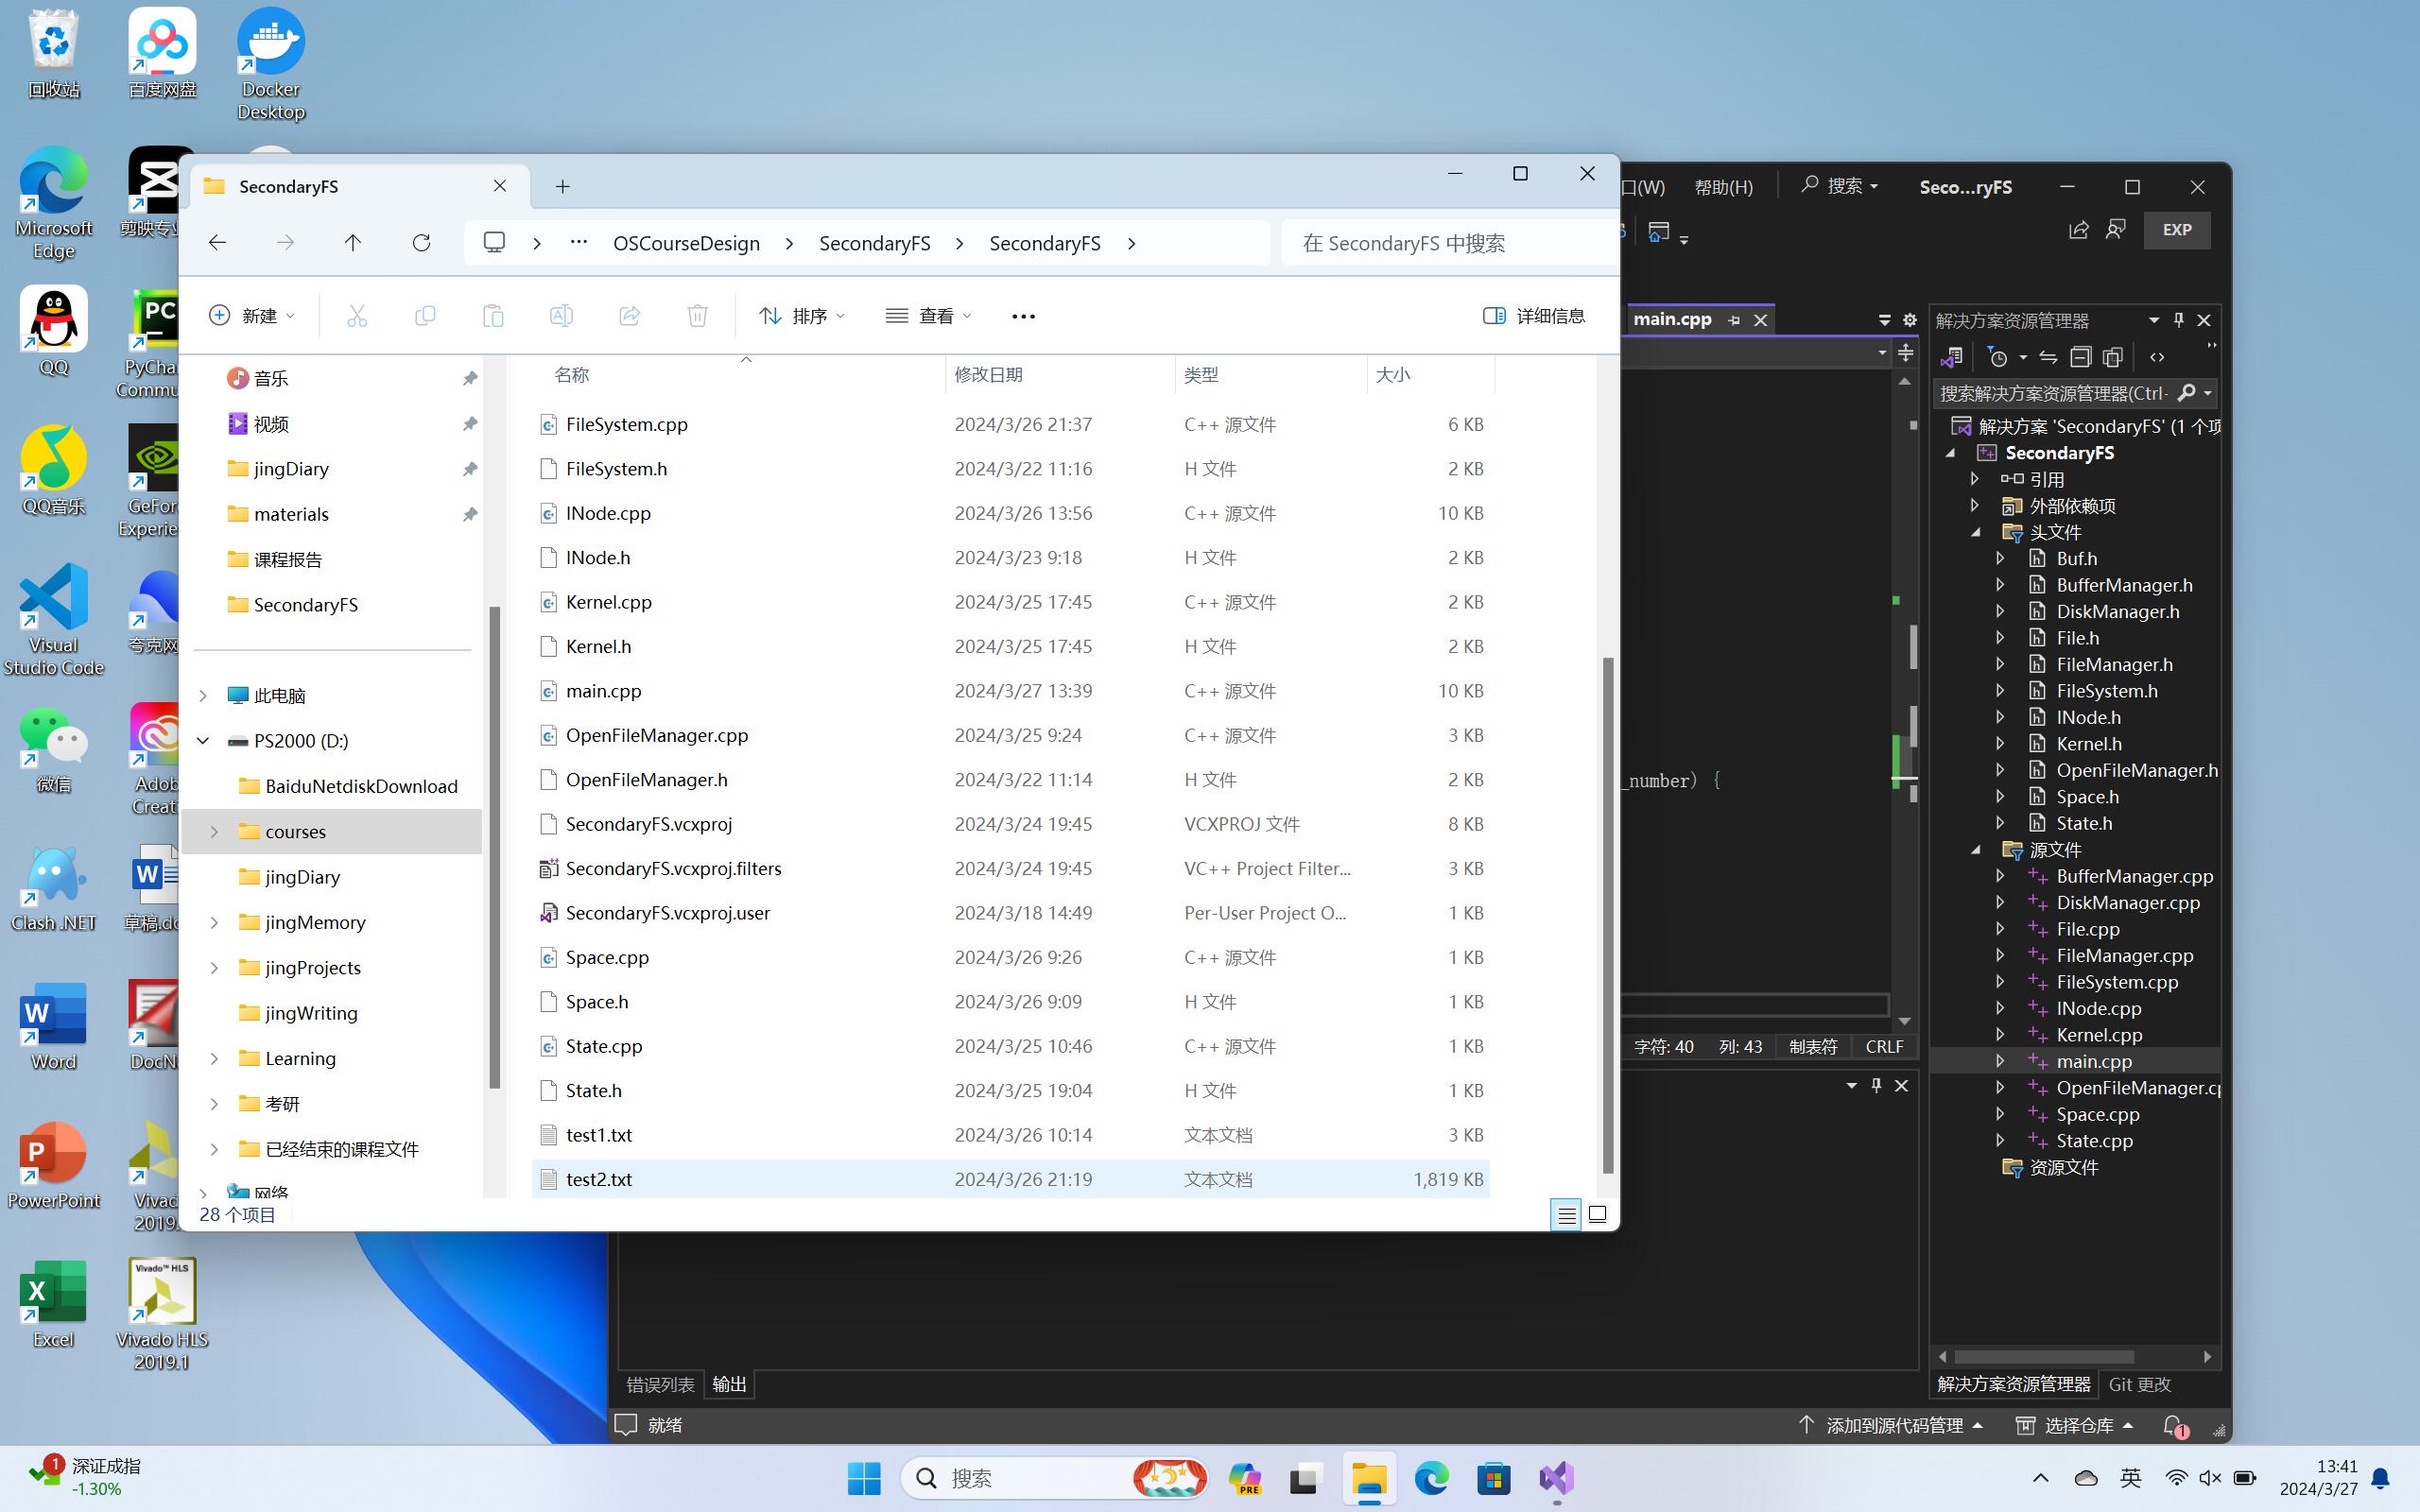 回收站
百度网盘
Docker
Desktop
Microsoft
Edge
剪映专业
QQ
PyCha
Commu
QQ音乐
GeFor
Experie
Visual
Studio Code
夸克网
微信
Adob
Creati
Clash .NET
草稿.do
Word
DocN
PowerPoint
Vivad
2019.
Excel
Vivado HLS
2019.1
SecondaryFS
OSCourseDesign
SecondaryFS
SecondaryFS
在 SecondaryFS 中搜索
新建
排序
查看
详细信息
音乐
视频
jingDiary
materials
课程报告
SecondaryFS
此电脑
PS2000 (D:)
BaiduNetdiskDownload
courses
jingDiary
jingMemory
jingProjects
jingWriting
Learning
考研
已经结束的课程文件
网络
28 个项目
名称 修改日期 类型 大小
FileSystem.cpp 2024/3/26 21:37 C++ 源文件 6 KB
FileSystem.h 2024/3/22 11:16 H 文件 2 KB
INode.cpp 2024/3/26 13:56 C++ 源文件 10 KB
INode.h 2024/3/23 9:18 H 文件 2 KB
Kernel.cpp 2024/3/25 17:45 C++ 源文件 2 KB
Kernel.h 2024/3/25 17:45 H 文件 2 KB
main.cpp 2024/3/27 13:39 C++ 源文件 10 KB
OpenFileManager.cpp 2024/3/25 9:24 C++ 源文件 3 KB
OpenFileManager.h 2024/3/22 11:14 H 文件 2 KB
SecondaryFS.vcxproj 2024/3/24 19:45 VCXPROJ 文件 8 KB
SecondaryFS.vcxproj.filters 2024/3/24 19:45 VC++ Project Filter... 3 KB
SecondaryFS.vcxproj.user 2024/3/18 14:49 Per-User Project O... 1 KB
Space.cpp 2024/3/26 9:26 C++ 源文件 1 KB
Space.h 2024/3/26 9:09 H 文件 1 KB
State.cpp 2024/3/25 10:46 C++ 源文件 1 KB
State.h 2024/3/25 19:04 H 文件 1 KB
test1.txt 2024/3/26 10:14 文本文档 3 KB
test2.txt 2024/3/26 21:19 文本文档 1,819 KB
口(W) 帮助(H) 搜索 Seco...ryFS
EXP
main.cpp
_number) {
字符: 40 列: 43 制表符 CRLF
解决方案资源管理器
搜索解决方案资源管理器(Ctrl-
解决方案 'SecondaryFS' (1 个项
SecondaryFS
引用
外部依赖项
头文件
Buf.h
BufferManager.h
DiskManager.h
File.h
FileManager.h
FileSystem.h
INode.h
Kernel.h
OpenFileManager.h
Space.h
State.h
源文件
BufferManager.cpp
DiskManager.cpp
File.cpp
FileManager.cpp
FileSystem.cpp
INode.cpp
Kernel.cpp
main.cpp
OpenFileManager.cp
Space.cpp
State.cpp
资源文件
错误列表 输出
解决方案资源管理器 Git 更改
就绪
添加到源代码管理 选择仓库 1
1 深证成指
-1.30%
搜索
PRE
英
13:41
2024/3/27